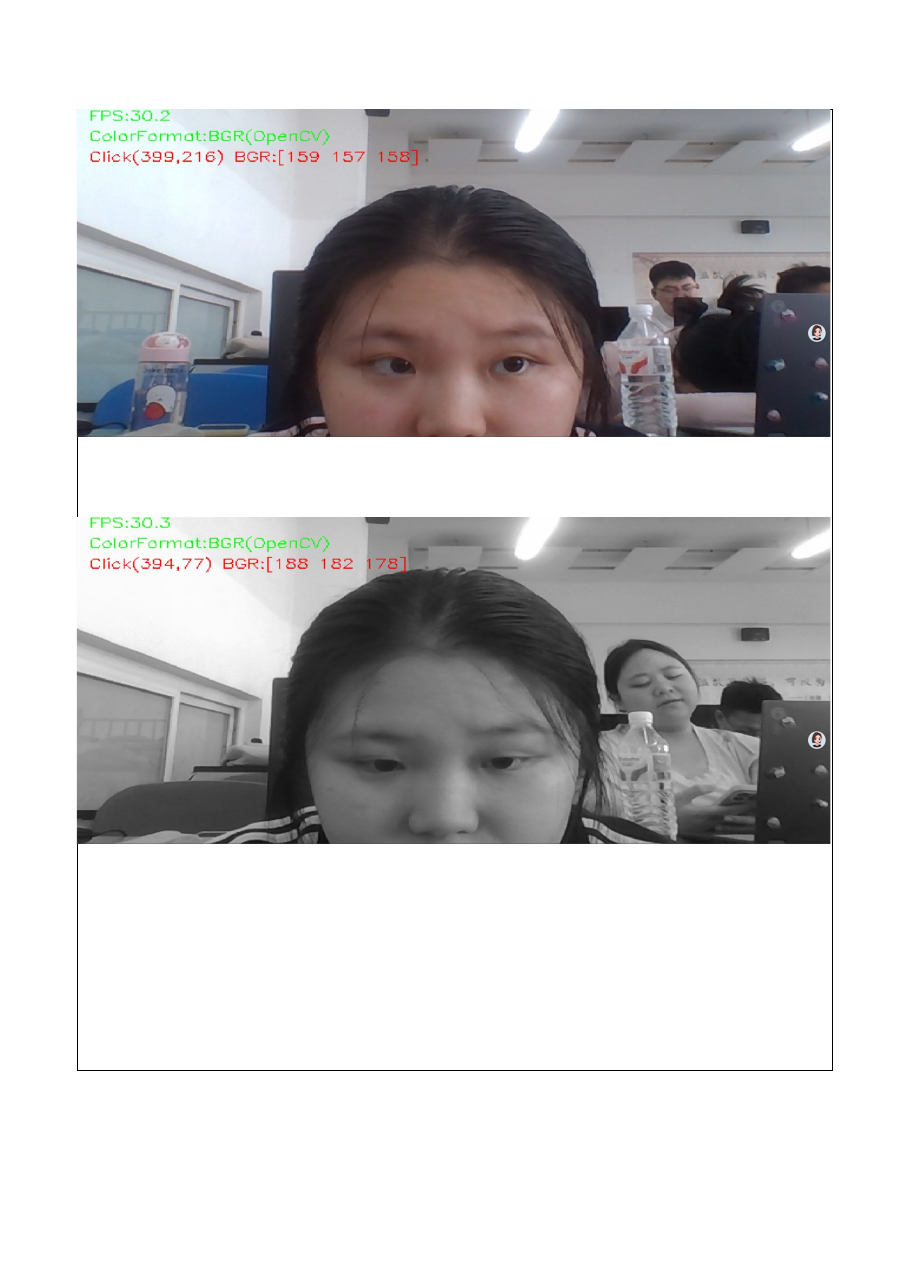 FPS:30.2
ColorFormat:BGR(OpenCV)
Click(399,216) BGR:[159 157 158]
FPS:30.3
ColorFormat:BGR(OpenCV)
Click(394,77) BGR:[188 182 178]